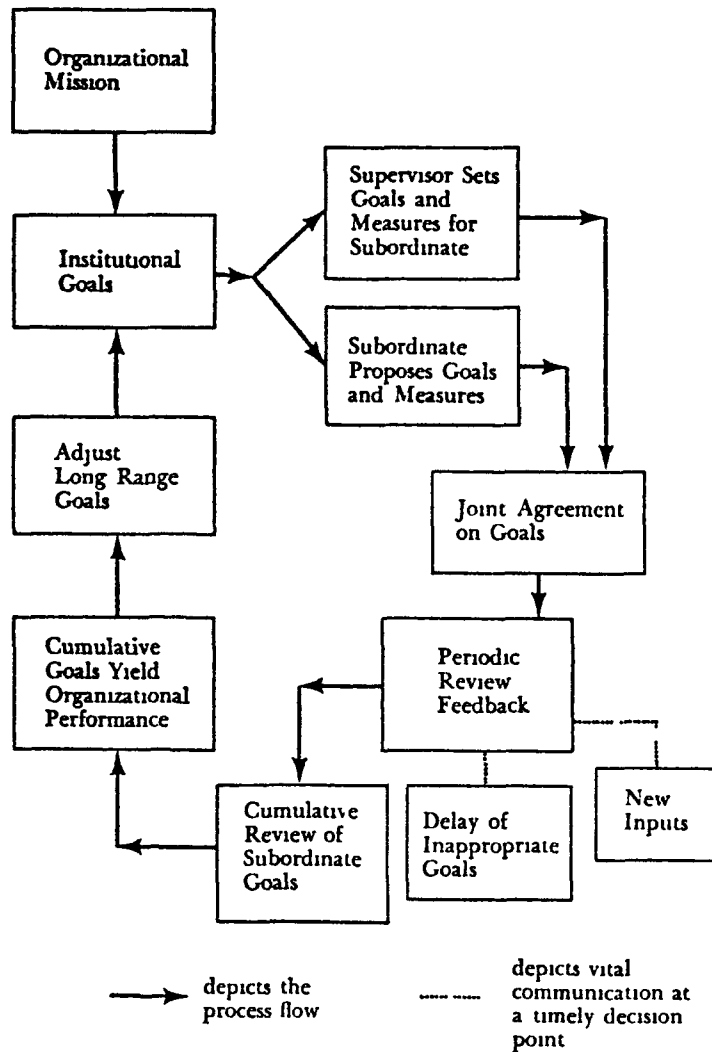 Organizational
Mission
Institutional
Goals
Supervisor Sets
Goals and
Measures for
Subordinate
Subordinate
Proposes Goals
and Measures
Adjust
Long Range
Goals
Joint Agreement
on Goals
Cumulative
Goals Yield
Organizational
Performance
Periodic
Review
Feedback
Cumulative
Review of
Subordinate
Goals
Delay of
Inappropriate
Goals
New
Inputs
depicts the
process flow
depicts vital
communication at
a timely decision
point